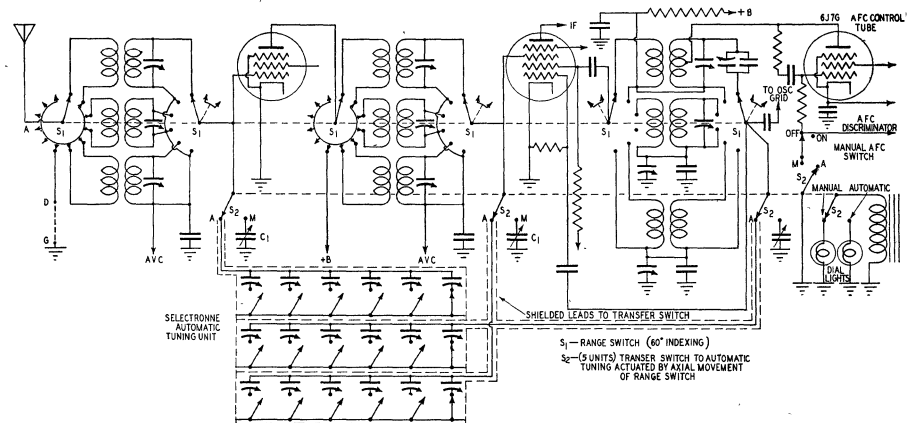 IF
+B
6J7G AFC CONTROL
TUBE
A
S1
S1
S1
S1
S1
S1
TO OSC
GRID
AFC
DISCRIMINATOR
OFF
ON
MANUAL AFC
SWITCH
M
A
S2
D
G
AVC
A
S2
M
C1
+B
AVC
A
S2
M
C1
A
S2
MANUAL
AUTOMATIC
S2
DIAL
LIGHTS
SELECTRONNE
AUTOMATIC
TUNING UNIT
SHIELDED LEADS TO TRANSFER SWITCH
S1—RANGE SWITCH (60° INDEXING)
S2—(5 UNITS) TRANSER SWITCH TO AUTOMATIC
TUNING ACTUATED BY AXIAL MOVEMENT
OF RANGE SWITCH